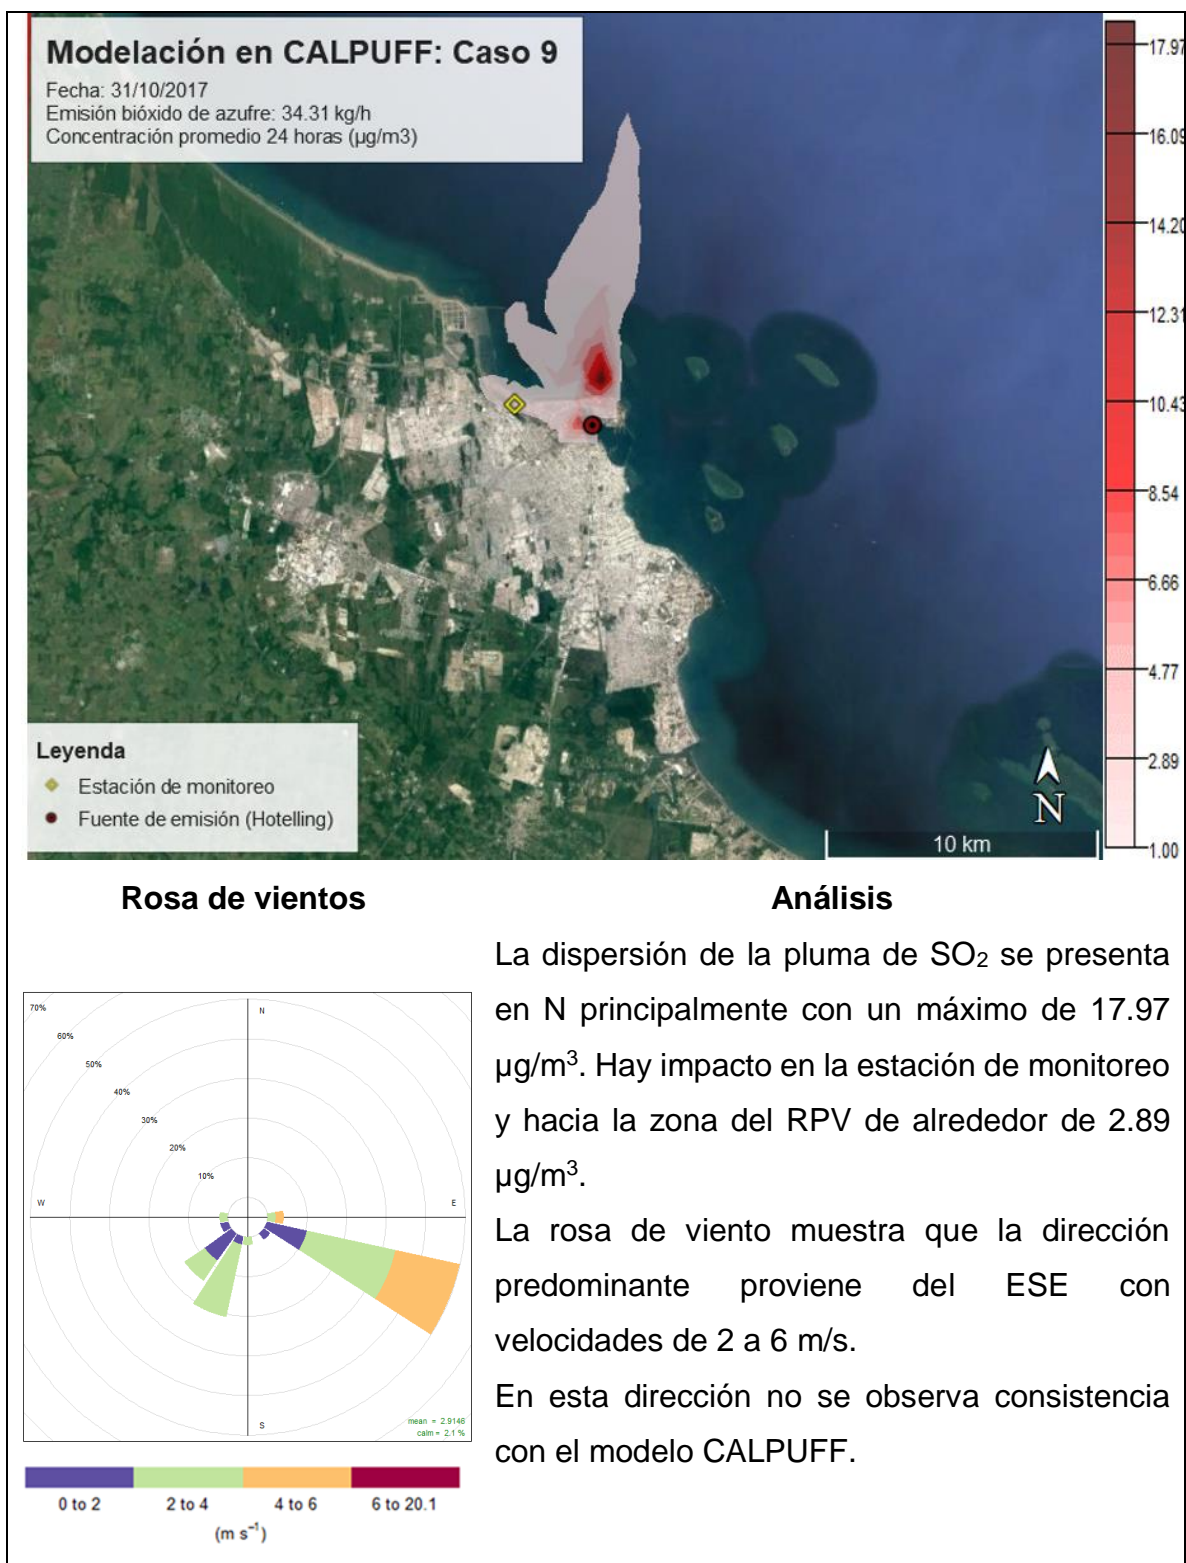 Modelación en CALPUFF: Caso 9
Fecha: 31/10/2017
Emisión bióxido de azufre: 34.31 kg/h
Concentración promedio 24 horas (µg/m3)
17.97
16.09
14.20
12.31
10.43
8.54
6.66
4.77
2.89
1.00
Leyenda
Estación de monitoreo
Fuente de emisión (Hotelling)
N
10 km
Rosa de vientos
70%
60%
50%
40%
30%
20%
10%
N
W
E
S
mean = 2.9146
calm = 2.1 %
0 to 2
2 to 4
4 to 6
6 to 20.1
(m s⁻¹)
Análisis
La dispersión de la pluma de SO₂ se presenta
en N principalmente con un máximo de 17.97
µg/m³. Hay impacto en la estación de monitoreo
y hacia la zona del RPV de alrededor de 2.89
µg/m³.
La rosa de viento muestra que la dirección
predominante proviene del ESE con
velocidades de 2 a 6 m/s.
En esta dirección no se observa consistencia
con el modelo CALPUFF.